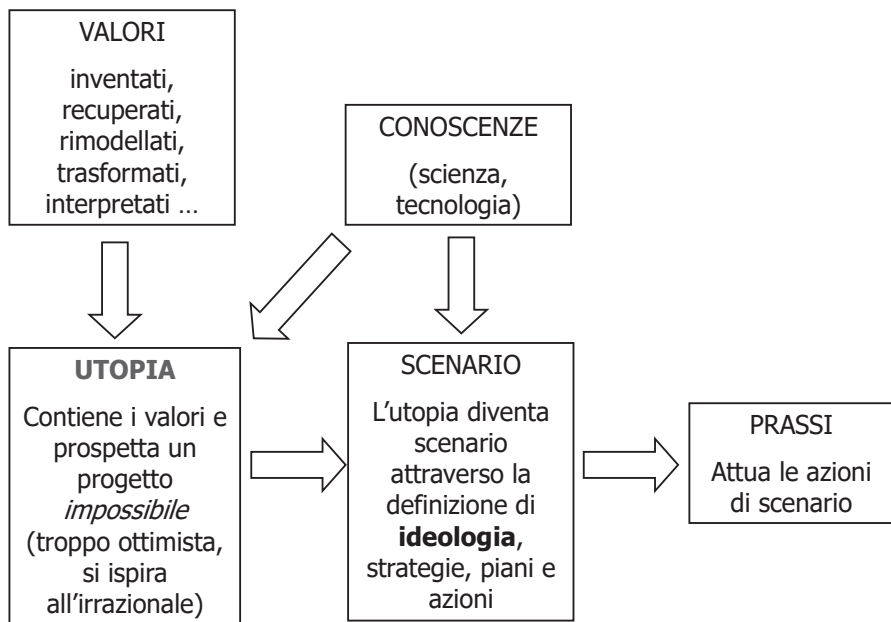 VALORI
inventati,
recuperati,
rimodellati,
trasformati,
interpretati …
CONOSCENZE
(scienza,
tecnologia)
UTOPIA
Contiene i valori e
prospetta un
progetto
impossibile
(troppo ottimista,
si ispira
all’irrazionale)
SCENARIO
L’utopia diventa
scenario
attraverso la
definizione di
ideologia,
strategie, piani e
azioni
PRASSI
Attua le azioni
di scenario